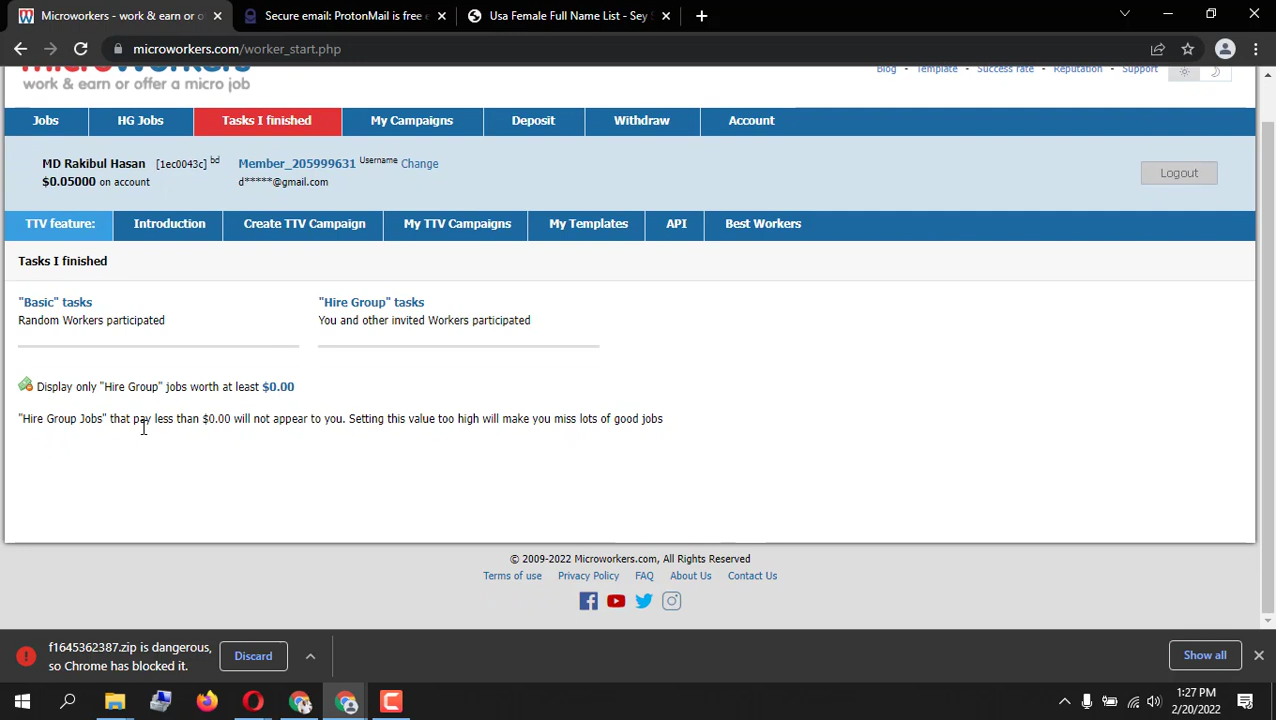 Microworkers - work & earn or o
Secure email: ProtonMail is free e
Usa Female Full Name List - Sey S
microworkers.com/worker_start.php
work & earn or offer a micro job
Blog - Template - Success rate - Reputation - Support
Jobs
HG Jobs
Tasks I finished
My Campaigns
Deposit
Withdraw
Account
MD Rakibul Hasan [1ec0043c] bd
Member_205999631 Username Change
$0.05000 on account
d*****@gmail.com
Logout
TTV feature:
Introduction
Create TTV Campaign
My TTV Campaigns
My Templates
API
Best Workers
Tasks I finished
"Basic" tasks
Random Workers participated
"Hire Group" tasks
You and other invited Workers participated
Display only "Hire Group" jobs worth at least $0.00
"Hire Group Jobs" that pay less than $0.00 will not appear to you. Setting this value too high will make you miss lots of good jobs
© 2009-2022 Microworkers.com, All Rights Reserved
Terms of use
Privacy Policy
FAQ
About Us
Contact Us
f1645362387.zip is dangerous,
so Chrome has blocked it.
Discard
Show all
1:27 PM
2/20/2022